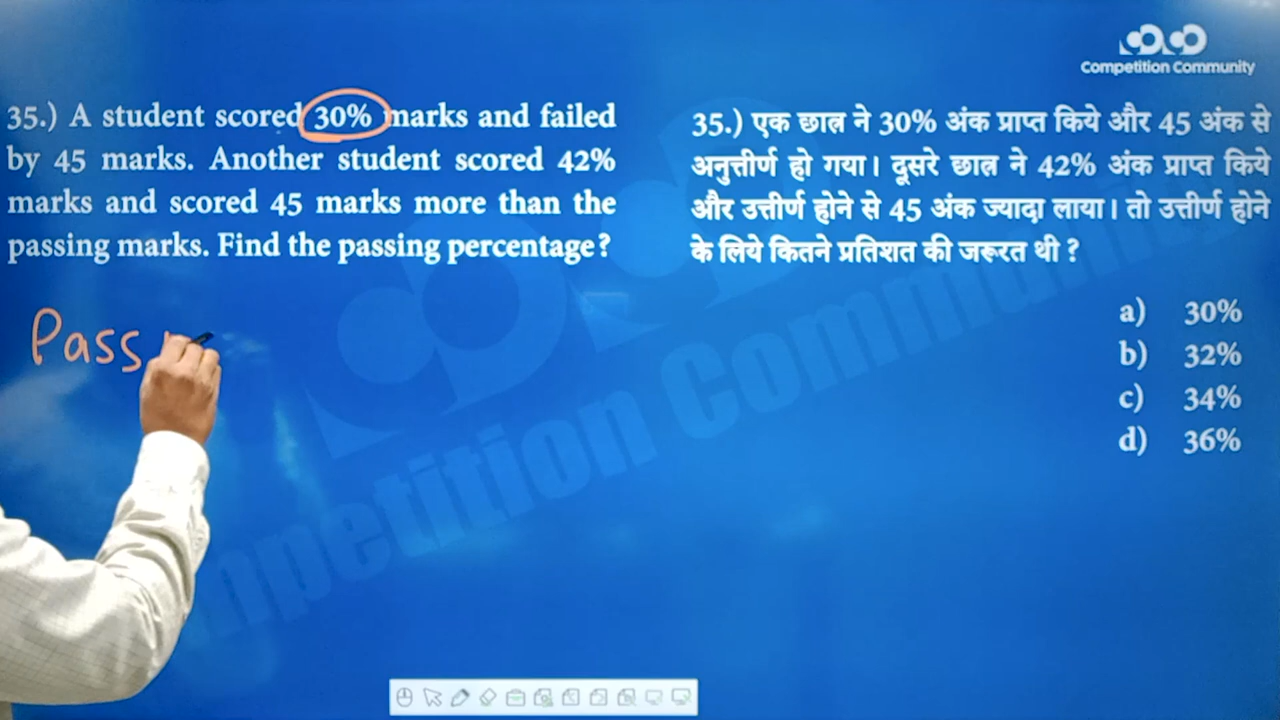 Competition Community
35.) A student scored 30% marks and failed
by 45 marks. Another student scored 42%
marks and scored 45 marks more than the
passing marks. Find the passing percentage?
35.) एक छात्र ने 30% अंक प्राप्त किये और 45 अंक से
अनुत्तीर्ण हो गया। दूसरे छात्र ने 42% अंक प्राप्त किये
और उत्तीर्ण होने से 45 अंक ज्यादा लाया। तो उत्तीर्ण होने
के लिये कितने प्रतिशत की जरूरत थी ?
a) 30%
b) 32%
c) 34%
d) 36%
Pass
Competition Community